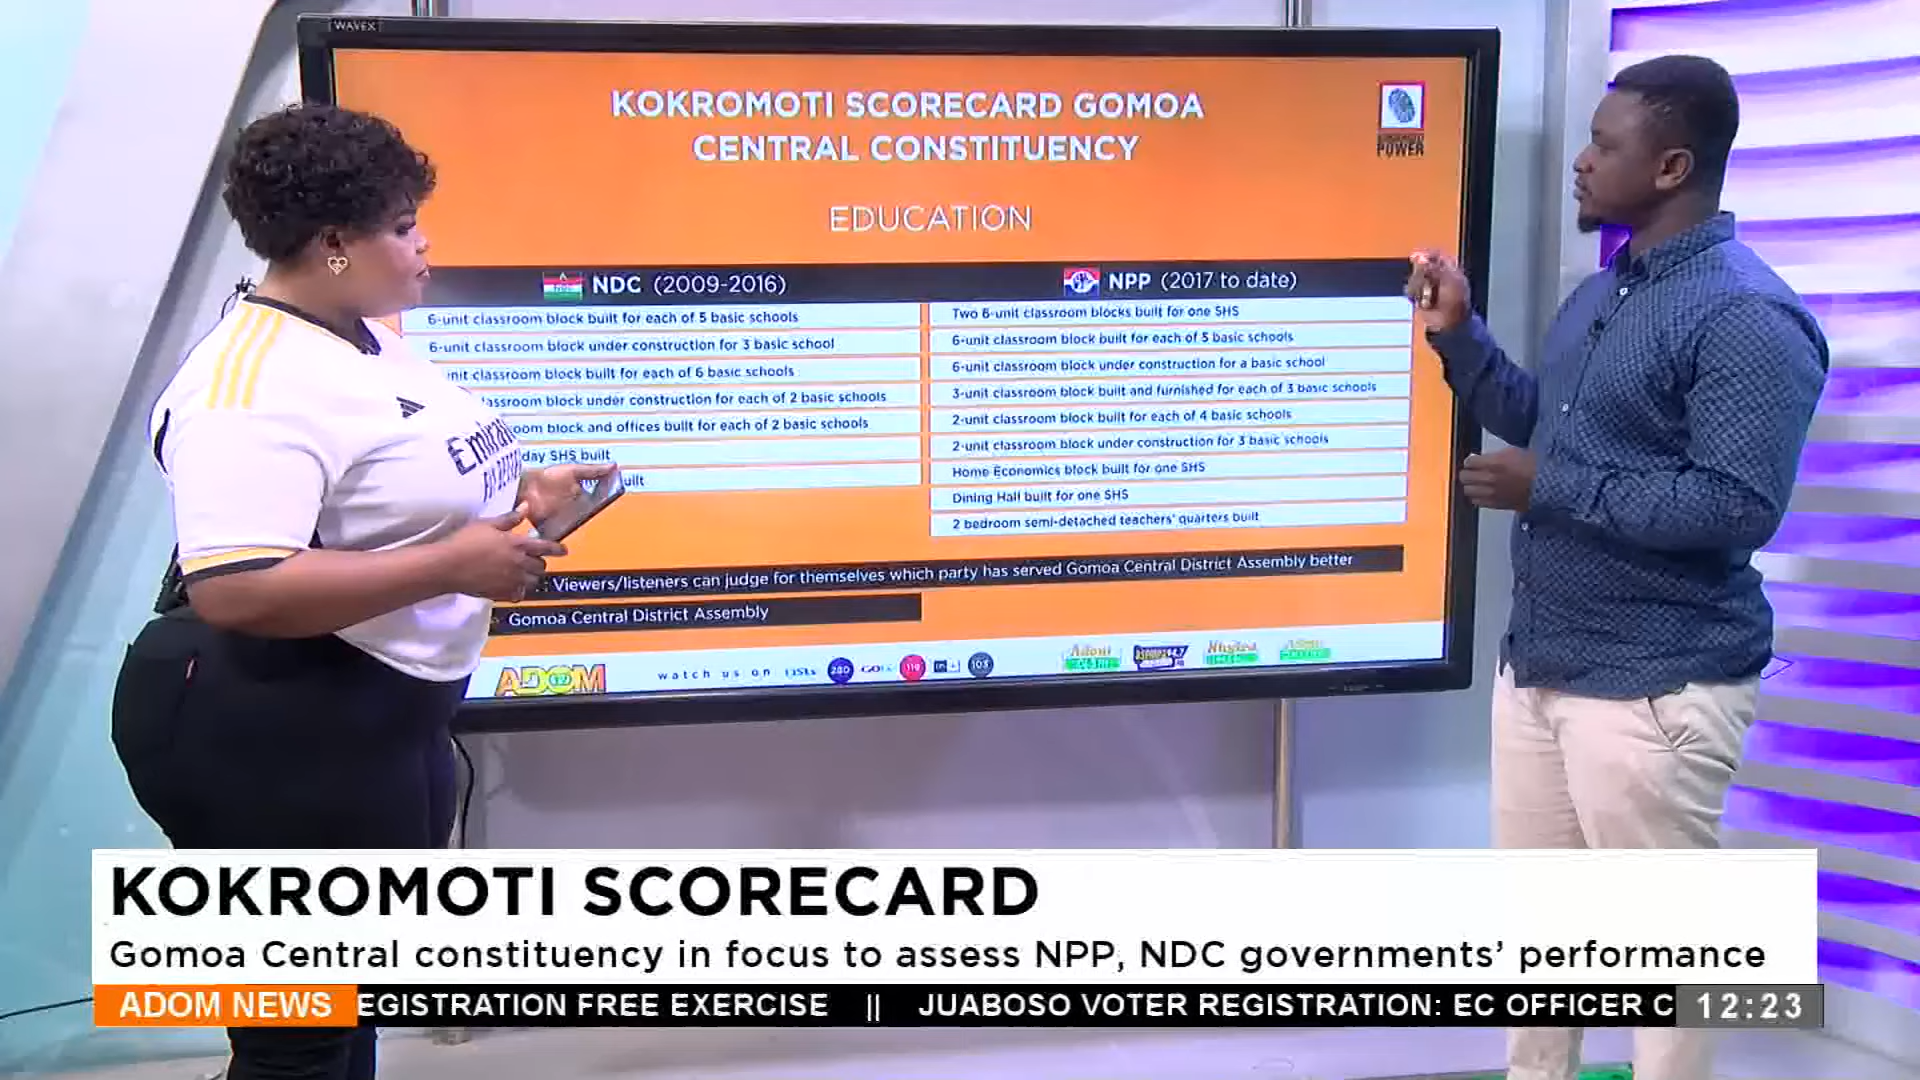 WAVEX
KOKROMOTI SCORECARD GOMOA
CENTRAL CONSTITUENCY
POWER
EDUCATION
NDC (2009-2016)
6-unit classroom block built for each of 5 basic schools
6-unit classroom block under construction for 3 basic school
classroom block built for each of 6 basic schools
block under construction for each of 2 basic schools
block and offices built for each of 2 basic schools
day SHS built
NPP (2017 to date)
Two 6-unit classroom blocks built for one SHS
6-unit classroom block built for each of 5 basic schools
6-unit classroom block under construction for a basic school
3-unit classroom block built and furnished for each of 3 basic schools
2-unit classroom block built for each of 4 basic schools
2-unit classroom block under construction for 3 basic schools
Home Economics block built for one SHS
Dining Hall built for one SHS
2 bedroom semi-detached teachers' quarters built
: Viewers/listeners can judge for themselves which party has served Gomoa Central District Assembly better
Gomoa Central District Assembly
ADOM watch us on 280 GO 119 103
Emirates
KOKROMOTI SCORECARD
Gomoa Central constituency in focus to assess NPP, NDC governments' performance
ADOM NEWS EGISTRATION FREE EXERCISE || JUABOSO VOTER REGISTRATION: EC OFFICER C 12:23